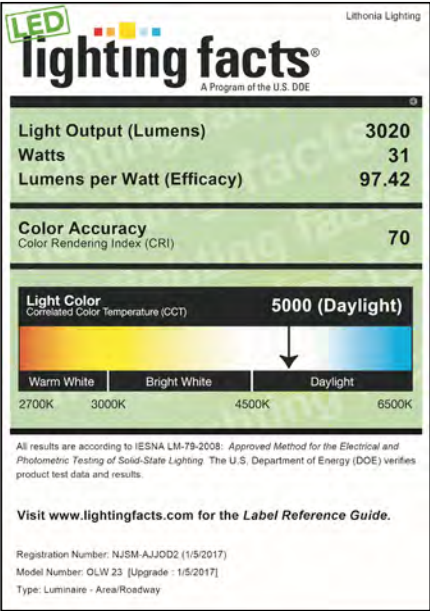 Lithonia Lighting
LED
lighting facts®
A Program of the U.S. DOE
Light Output (Lumens) 3020
Watts 31
Lumens per Watt (Efficacy) 97.42
Color Accuracy
Color Rendering Index (CRI) 70
Light Color
Correlated Color Temperature (CCT) 5000 (Daylight)
Warm White Bright White Daylight
2700K 3000K 4500K 6500K
All results are according to IESNA LM-79-2008: Approved Method for the Electrical and
Photometric Testing of Solid-State Lighting. The U.S. Department of Energy (DOE) verifies
product test data and results.
Visit www.lightingfacts.com for the Label Reference Guide.
Registration Number: NJSM-AJJOD2 (1/5/2017)
Model Number: OLW 23 [Upgrade : 1/5/2017]
Type: Luminaire - Area/Roadway